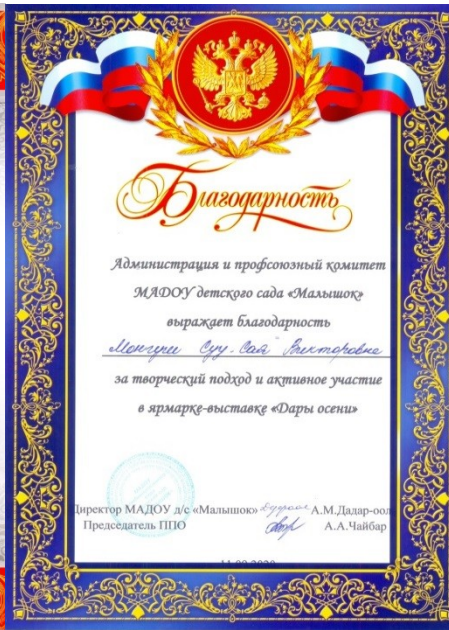 Благодарность
Администрация и профсоюзный комитет
МАДОУ детского сада «Малышок»
выражает благодарность
Монгуш Суу-Сай Викторовне
за творческий подход и активное участие
в ярмарке-выставке «Дары осени»
Директор МАДОУ д/с «Малышок» А.М.Дадар-оол
Председатель ППО А.А.Чайбар